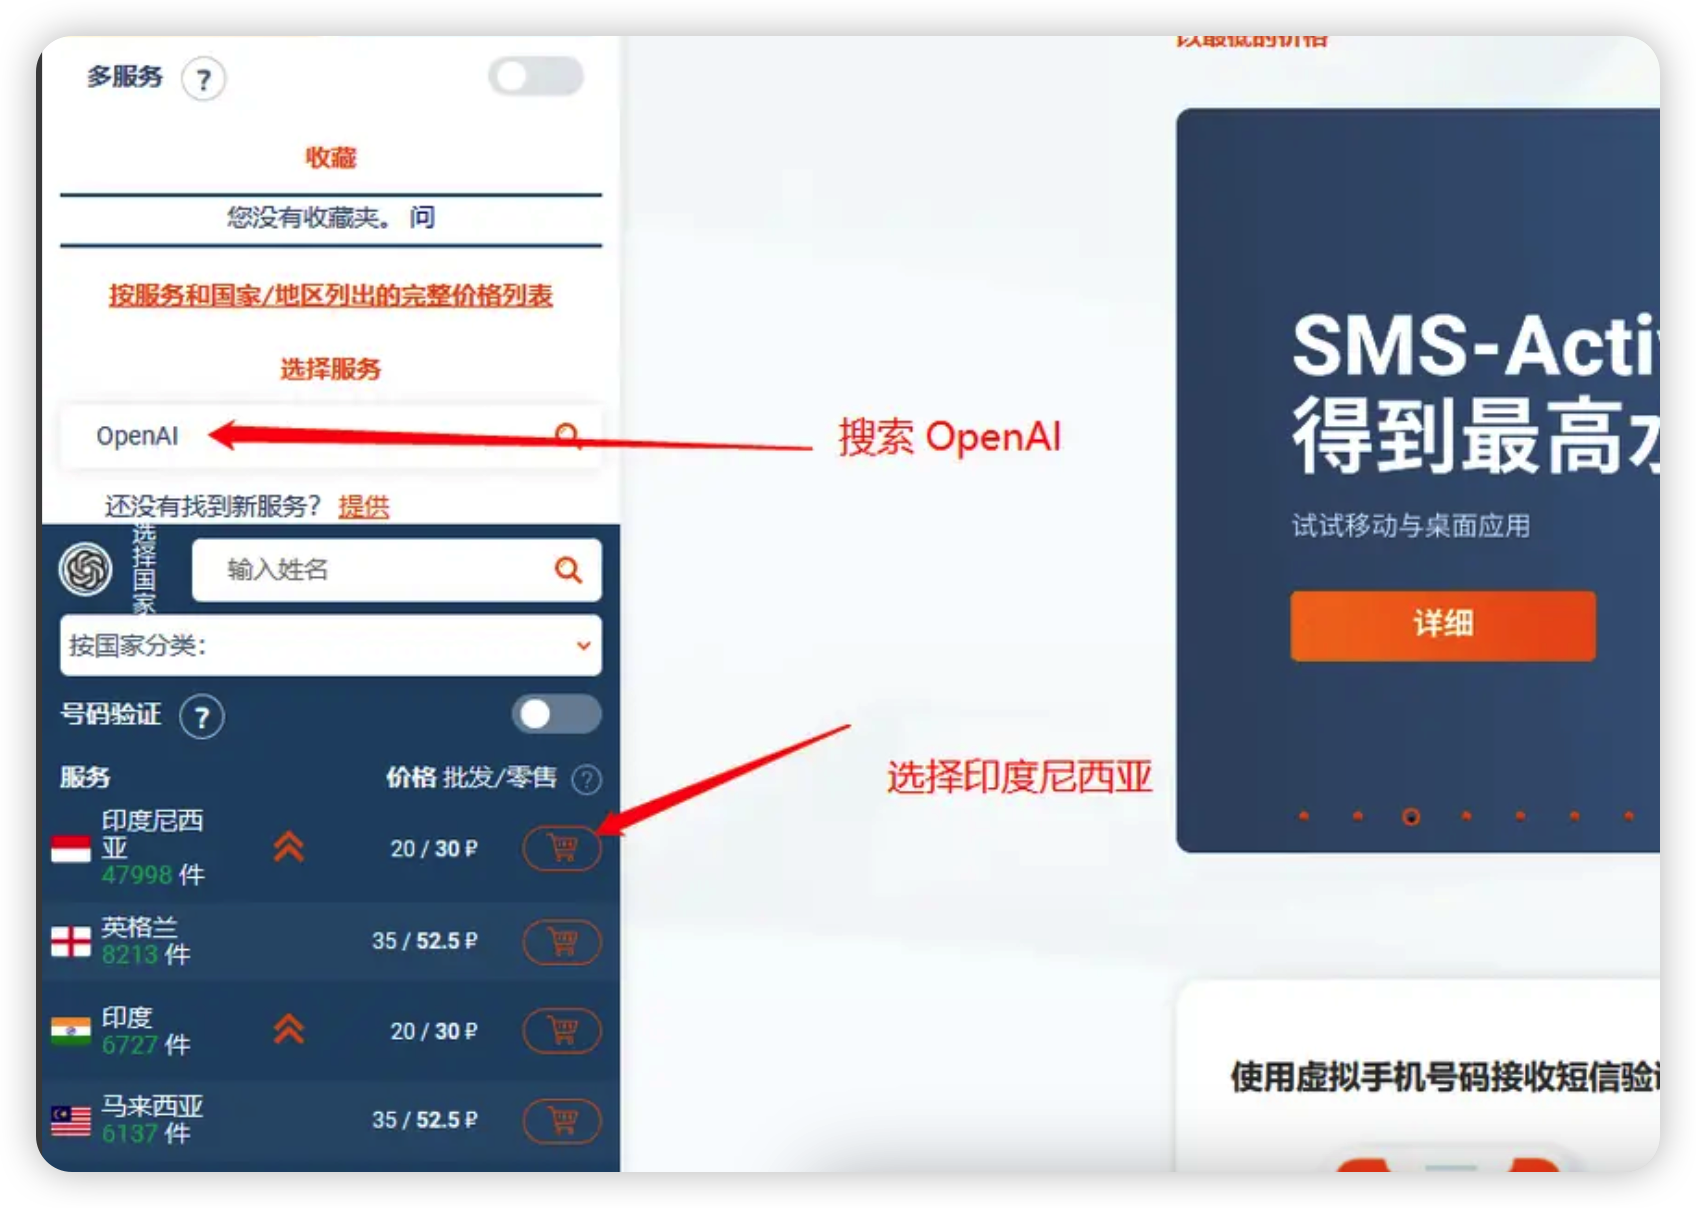 多服务 ?
收藏
您没有收藏夹。 问
按服务和国家/地区列出的完整价格列表
选择服务
OpenAI
还没有找到新服务? 提供
选择国家
输入姓名
按国家分类:
号码验证 ?
服务 价格 批发/零售 ?
印度尼西
亚
47998 件
20 / 30 ₽
英格兰
8213 件
35 / 52.5 ₽
印度
6727 件
20 / 30 ₽
马来西亚
6137 件
35 / 52.5 ₽
搜索 OpenAI
选择印度尼西亚
以最低的价格
SMS-Acti
得到最高
试试移动与桌面应用
详细
使用虚拟手机号码接收短信验